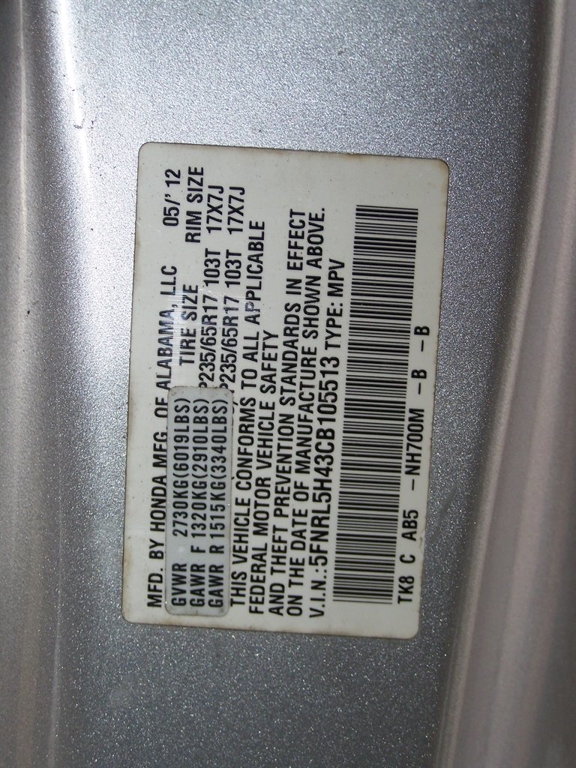 MFD. BY HONDA MFG. OF ALABAMA, LLC 05/' 12
TIRE SIZE RIM SIZE
GVWR 2730KG(6019LBS)
GAWR F 1320KG(2910LBS) P235/65R17 103T 17X7J
GAWR R 1515KG(3340LBS) P235/65R17 103T 17X7J
THIS VEHICLE CONFORMS TO ALL APPLICABLE
FEDERAL MOTOR VEHICLE SAFETY
AND THEFT PREVENTION STANDARDS IN EFFECT
ON THE DATE OF MANUFACTURE SHOWN ABOVE.
V.I.N.:5FNRL5H43CB105513 TYPE: MPV
TK8 C AB5 -NH700M -B -B